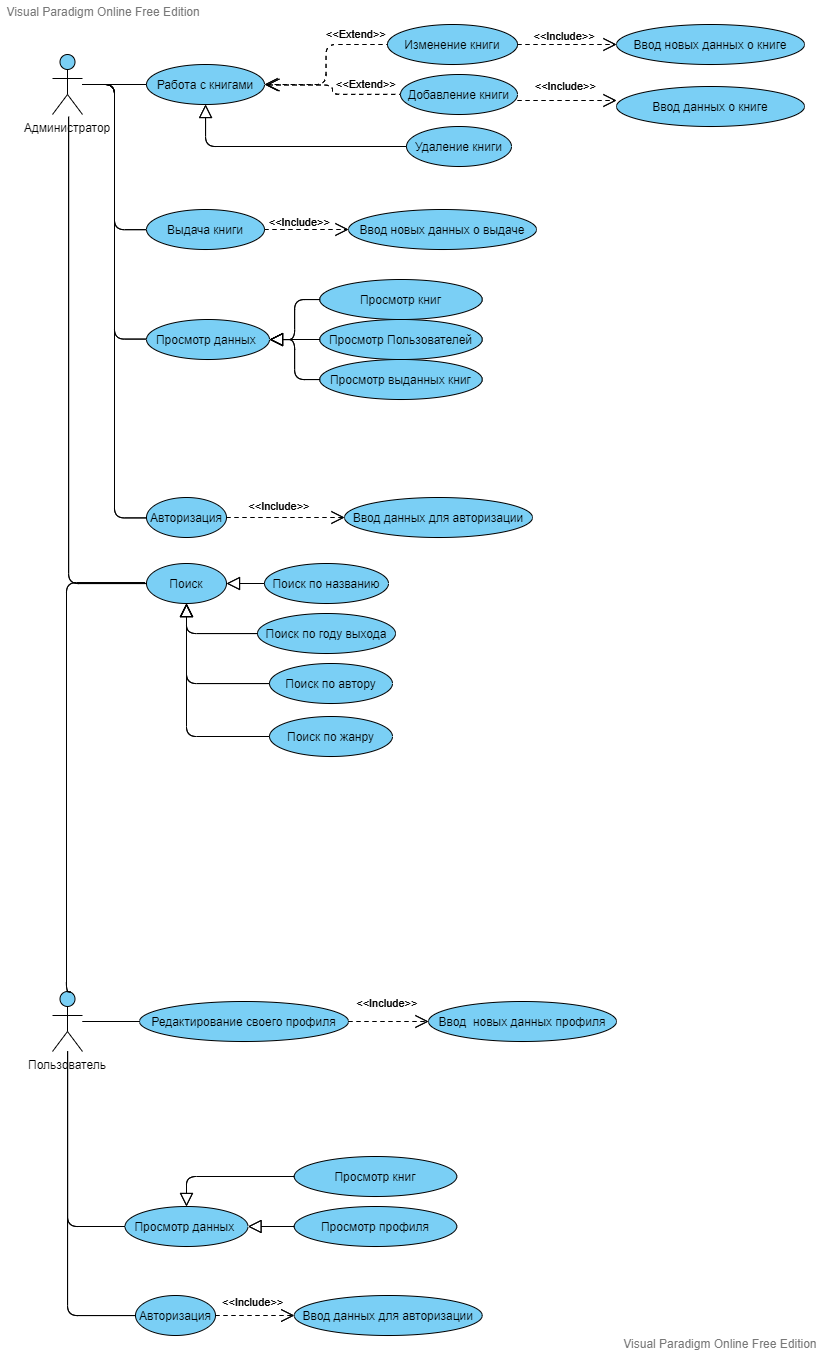 Visual Paradigm Online Free Edition
<<Extend>>
Изменение книги
<<Include>>
Ввод новых данных о книге
Администратор
Работа с книгами
<<Extend>>
Добавление книги
<<Include>>
Ввод данных о книге
Удаление книги
Выдача книги
<<Include>>
Ввод новых данных о выдаче
Просмотр книг
Просмотр данных
Просмотр Пользователей
Просмотр выданных книг
Авторизация
<<Include>>
Ввод данных для авторизации
Поиск
Поиск по названию
Поиск по году выхода
Поиск по автору
Поиск по жанру
Пользователь
Редактирование своего профиля
<<Include>>
Ввод новых данных профиля
Просмотр книг
Просмотр данных
Просмотр профиля
Авторизация
<<Include>>
Ввод данных для авторизации
Visual Paradigm Online Free Edition